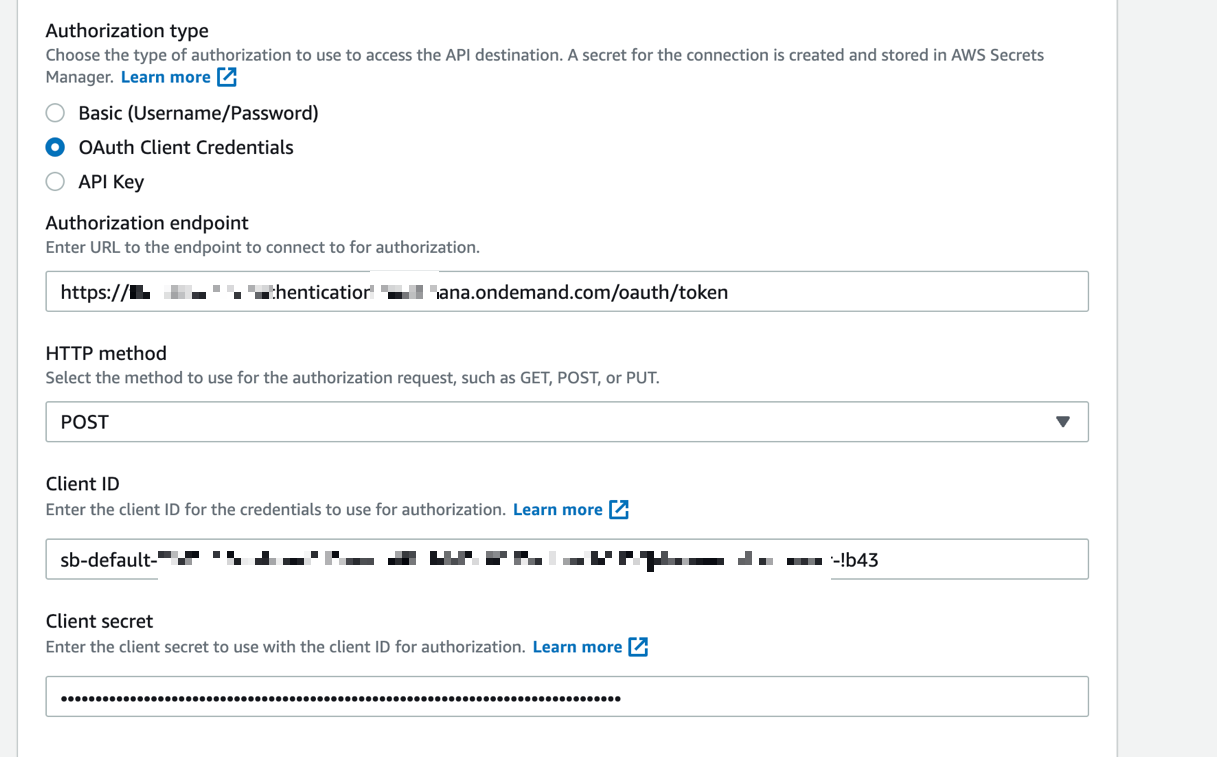 Authorization type
Choose the type of authorization to use to access the API destination. A secret for the connection is created and stored in AWS Secrets
Manager. Learn more
Basic (Username/Password)
OAuth Client Credentials
API Key
Authorization endpoint
Enter URL to the endpoint to connect to for authorization.
https:// thentication ana.ondemand.com/oauth/token
HTTP method
Select the method to use for the authorization request, such as GET, POST, or PUT.
POST
Client ID
Enter the client ID for the credentials to use for authorization. Learn more
sb-default- -!b43
Client secret
Enter the client secret to use with the client ID for authorization. Learn more